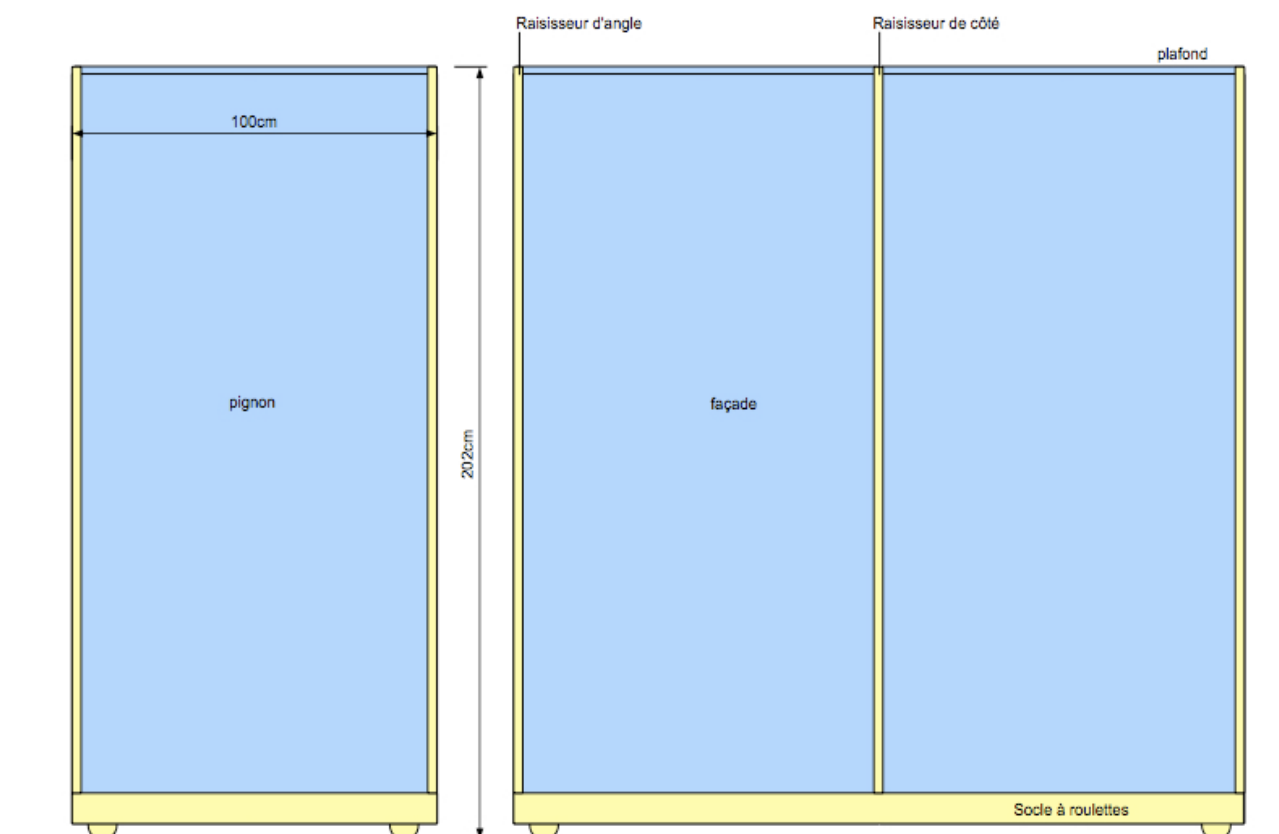 Raisisseur d'angle
Raisisseur de côté
plafond
100cm
pignon
façade
202cm
Socle à roulettes